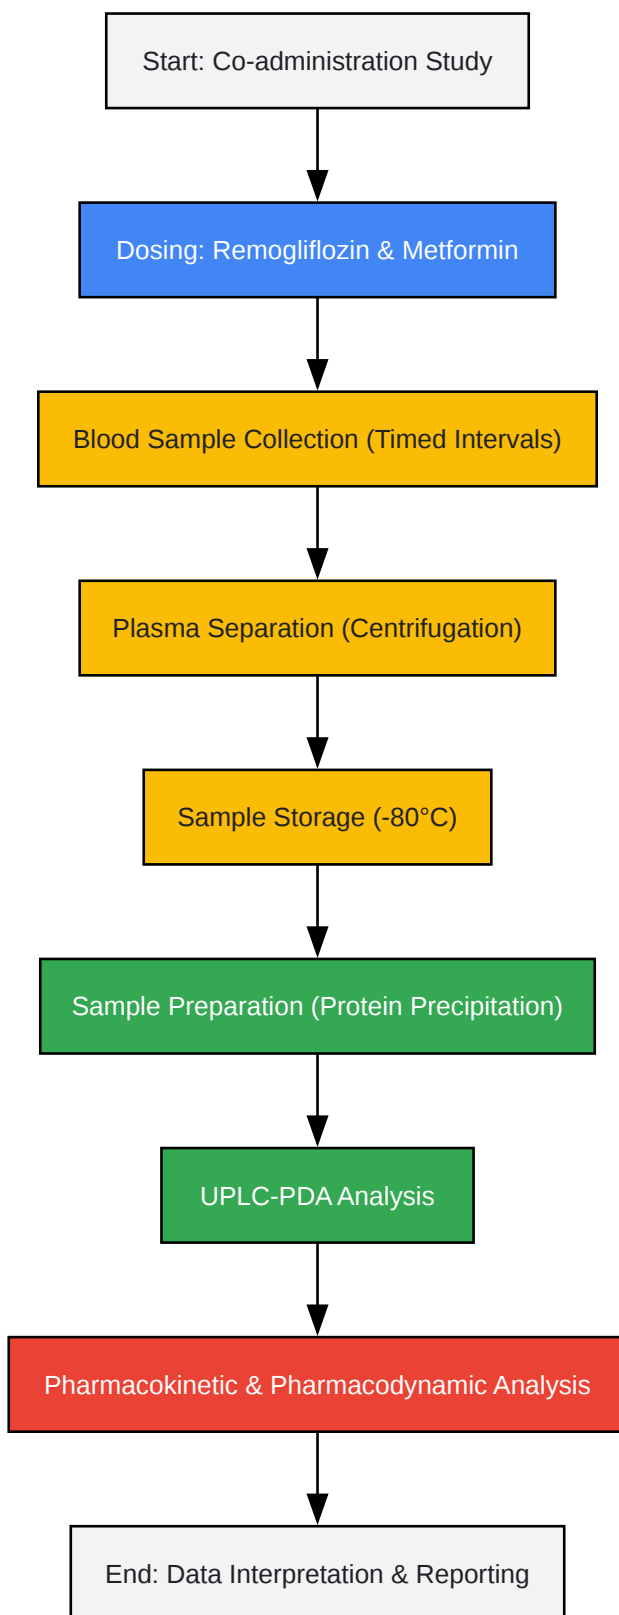 Start: Co-administration Study
Dosing: Remogliflozin & Metformin
Blood Sample Collection (Timed Intervals)
Plasma Separation (Centrifugation)
Sample Storage (-80°C)
Sample Preparation (Protein Precipitation)
UPLC-PDA Analysis
Pharmacokinetic & Pharmacodynamic Analysis
End: Data Interpretation & Reporting